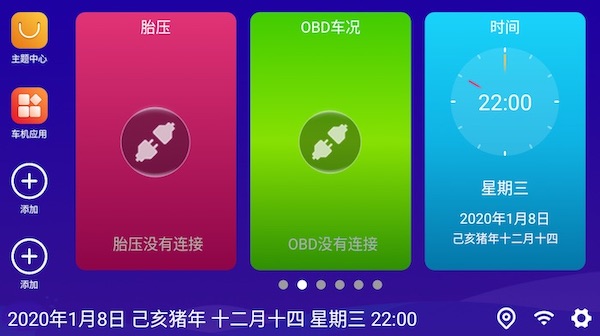 主题中心
车机应用
添加
添加
胎压
胎压没有连接
OBD车况
OBD没有连接
时间
22:00
星期三
2020年1月8日
己亥猪年十二月十四
2020年1月8日 己亥猪年 十二月十四 星期三 22:00